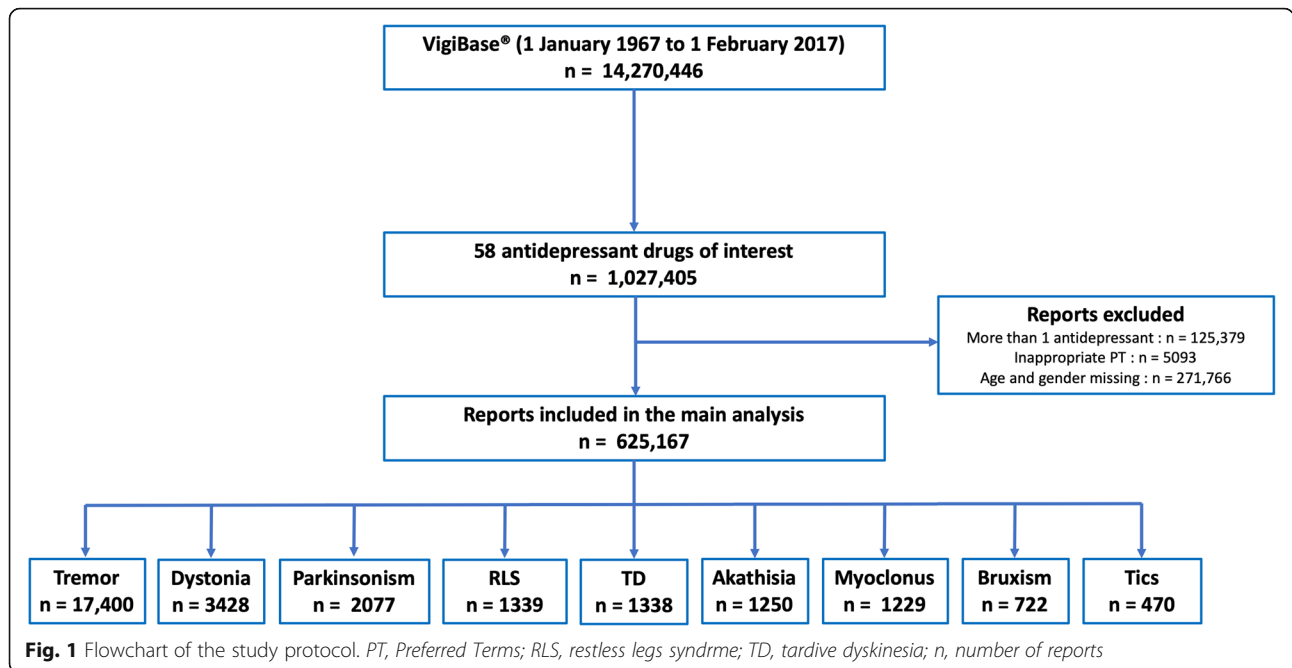 VigiBase® (1 January 1967 to 1 February 2017)
n = 14,270,446
58 antidepressant drugs of interest
n = 1,027,405
Reports excluded
More than 1 antidepressant : n = 125,379
Inappropriate PT : n = 5093
Age and gender missing : n = 271,766
Reports included in the main analysis
n = 625,167
Tremor
n = 17,400
Dystonia
n = 3428
Parkinsonism
n = 2077
RLS
n = 1339
TD
n = 1338
Akathisia
n = 1250
Myoclonus
n = 1229
Bruxism
n = 722
Tics
n = 470
Fig. 1 Flowchart of the study protocol. PT, Preferred Terms; RLS, restless legs syndrme; TD, tardive dyskinesia; n, number of reports